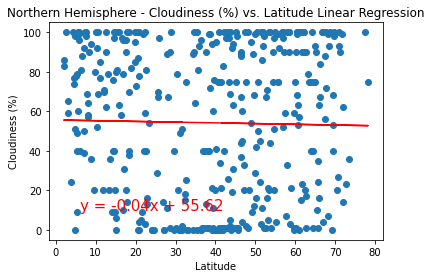 Northern Hemisphere - Cloudiness (%) vs. Latitude Linear Regression
100
80
60
40
20
0
Cloudiness (%)
y = -0.04x + 55.62
0 10 20 30 40 50 60 70 80
Latitude